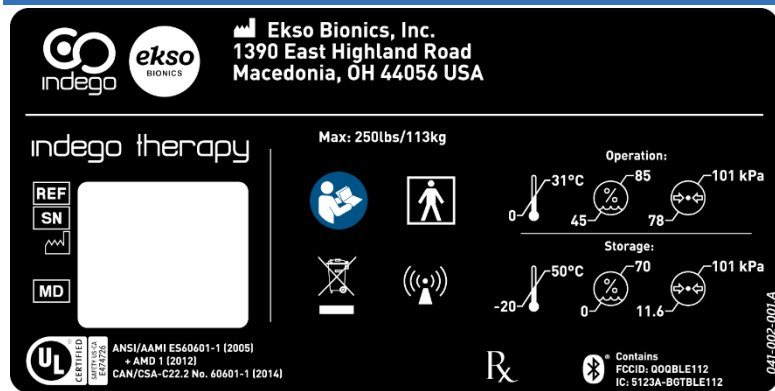 indego
ekso
BIONICS
Ekso Bionics, Inc.
1390 East Highland Road
Macedonia, OH 44056 USA
indego therapy
REF
SN
MD
Max: 250lbs/113kg
Operation:
0 31°C
45 % 85
78 101 kPa
Storage:
-20 50°C
0 % 70
11.6 101 kPa
UL
CERTIFIED
SAFETY US-CA
E474726
ANSI/AAMI ES60601-1 (2005)
+ AMD 1 (2012)
CAN/CSA-C22.2 No. 60601-1 (2014)
Rx
Contains
FCCID: QOQBLE112
IC: 5123A-BGTBLE112
041-002-001 A